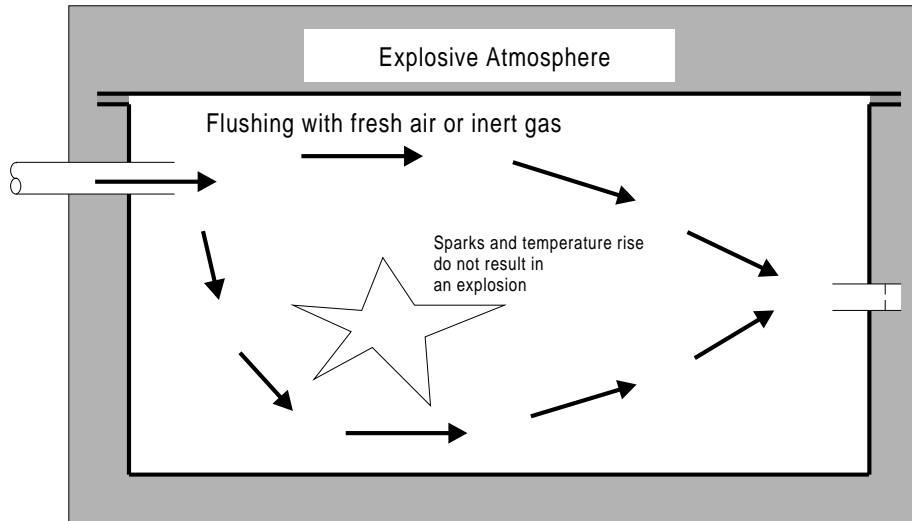 Explosive Atmosphere
Flushing with fresh air or inert gas
Sparks and temperature rise
do not result in
an explosion